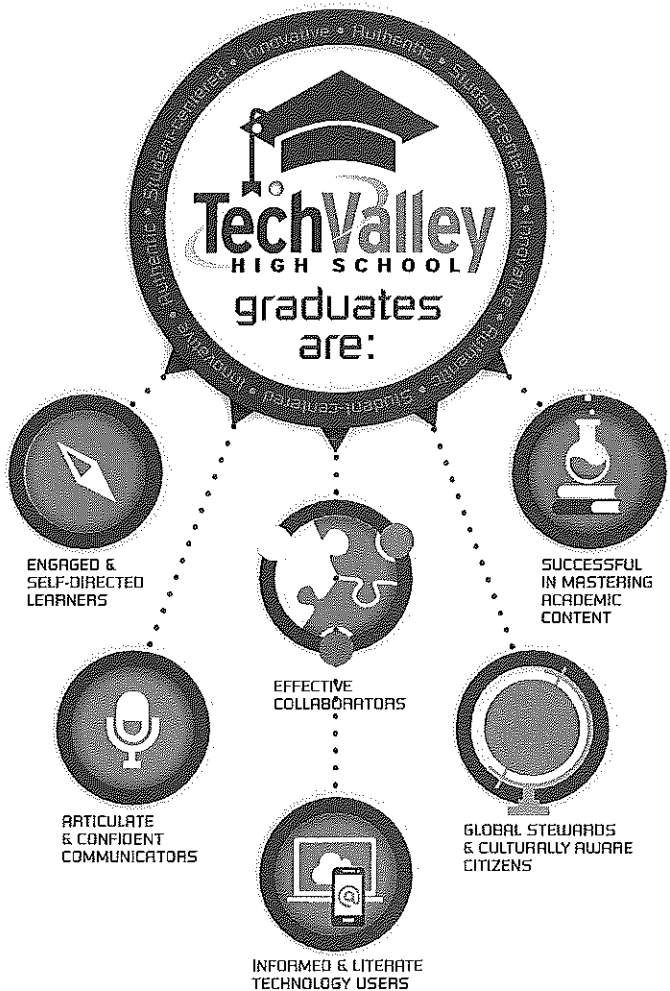 Authentic • Student-centered • Innovative • Authentic • Student-centered • Innovative • Authentic • Student-centered • Innovative •
TechValley
HIGH SCHOOL
graduates
are:
ENGAGED &
SELF-DIRECTED
LEARNERS
SUCCESSFUL
IN MASTERING
ACADEMIC
CONTENT
EFFECTIVE
COLLABORATORS
ARTICULATE
& CONFIDENT
COMMUNICATORS
GLOBAL STEWARDS
& CULTURALLY AWARE
CITIZENS
@
INFORMED & LITERATE
TECHNOLOGY USERS